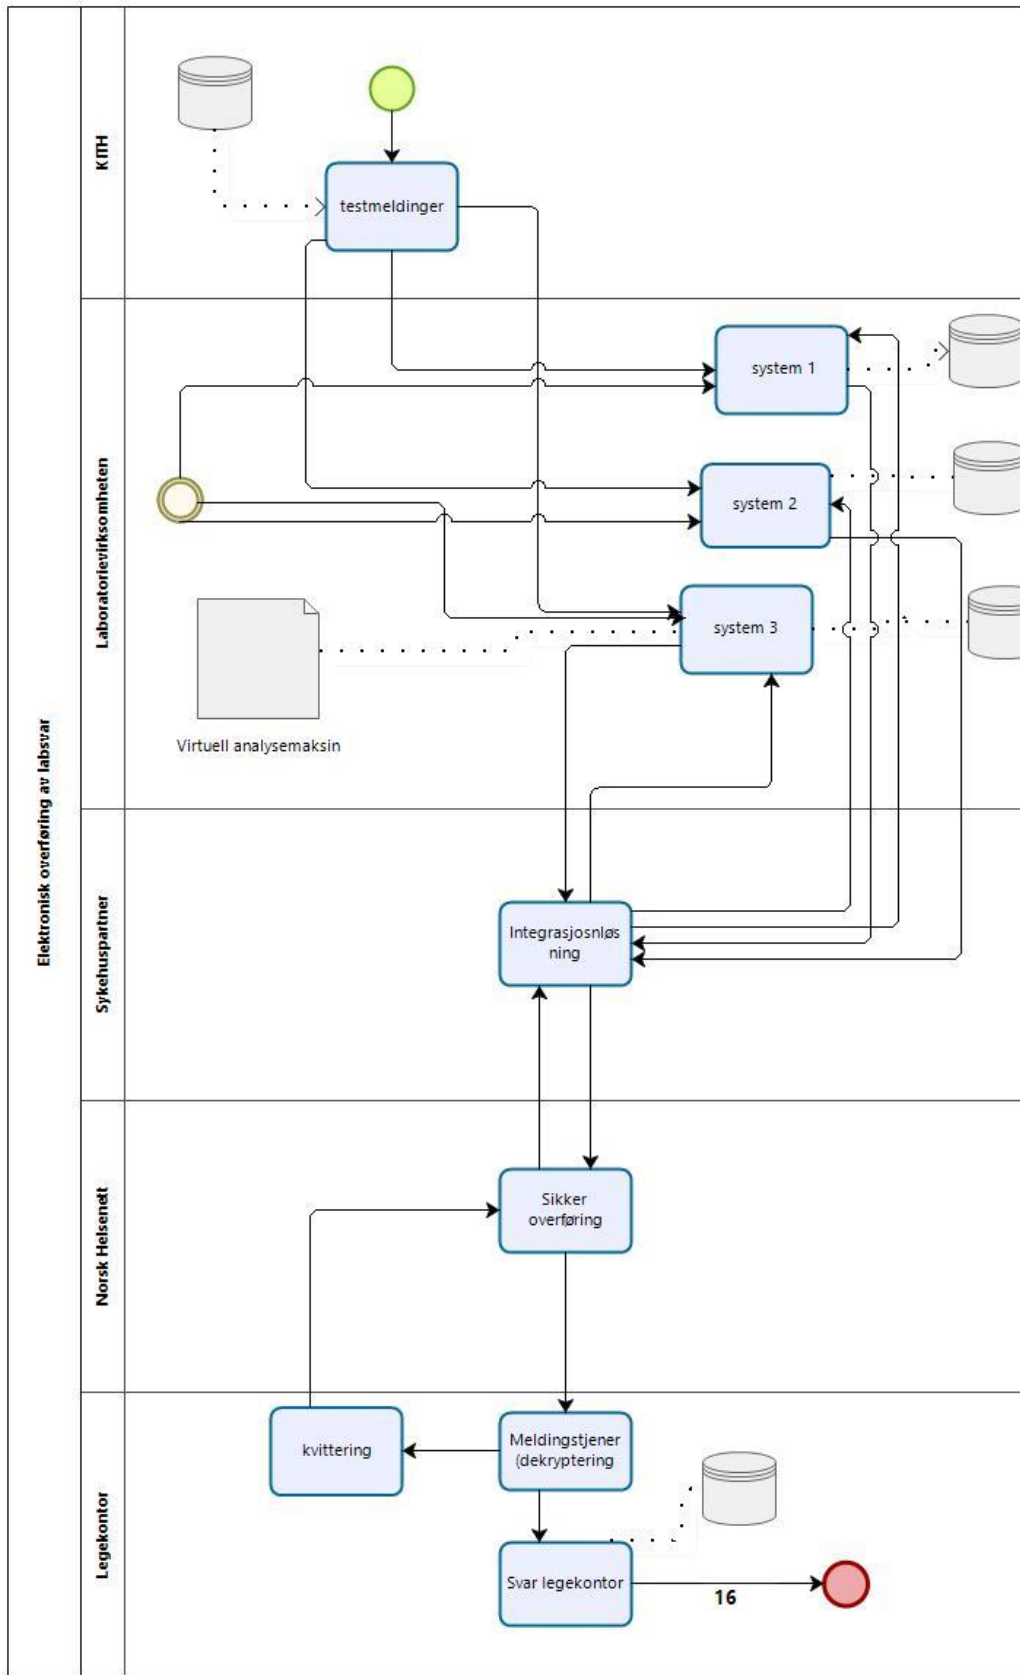 Elektronisk overføring av labsvar
KITH
testmeldinger
Laboratorievirksomheten
system 1
system 2
system 3
Virtuell analysemaksin
Sykehuspartner
Integrasjosnløs
ning
Norsk Helsenett
Sikker
overføring
Legekontor
kvittering
Meldingstjener
(dekryptering
Svar legekontor
16